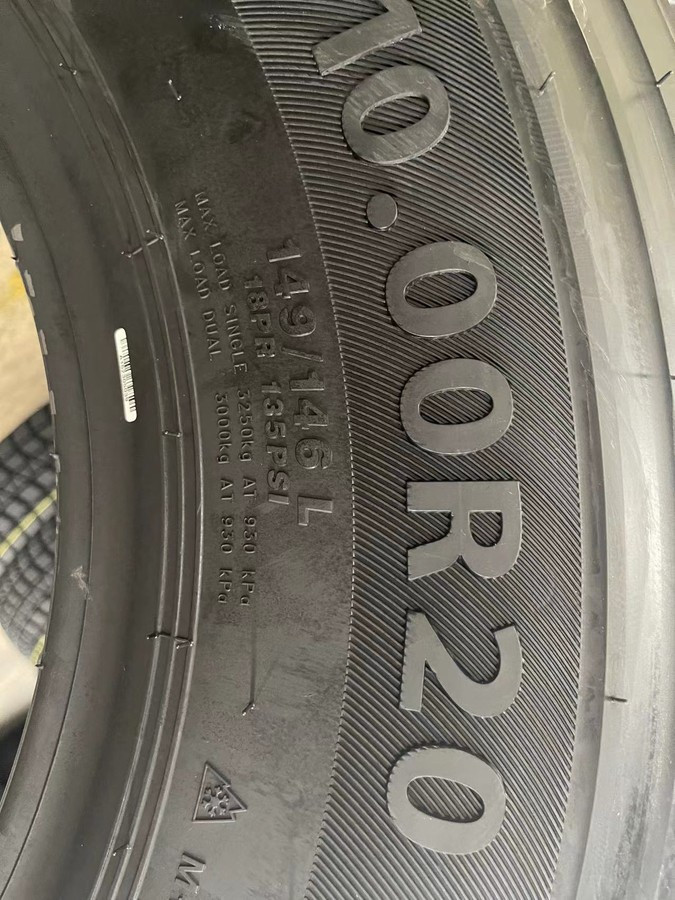 10.00R20
149/146 L
18PR 135PSI
MAX LOAD SINGLE 3250kg AT 930 kPa
MAX LOAD DUAL 3000kg AT 930 kPa